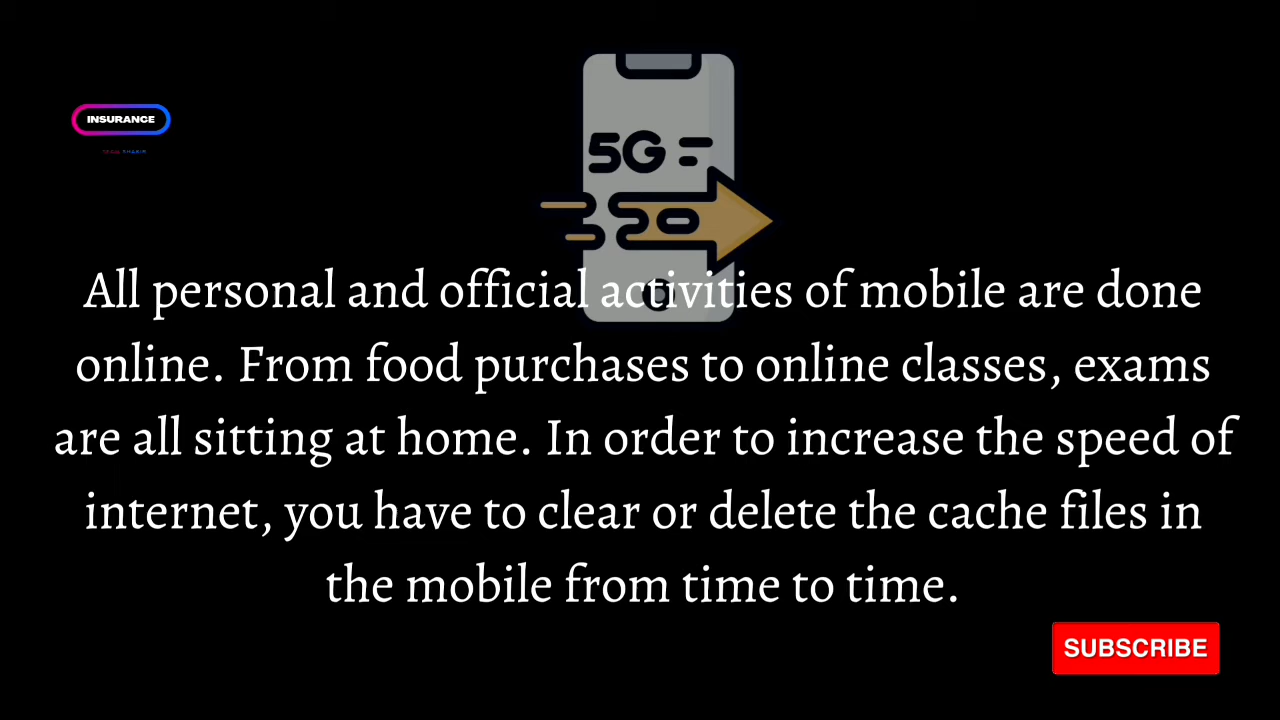 INSURANCE
5G
All personal and official activities of mobile are done
online. From food purchases to online classes, exams
are all sitting at home. In order to increase the speed of
internet, you have to clear or delete the cache files in
the mobile from time to time.
SUBSCRIBE